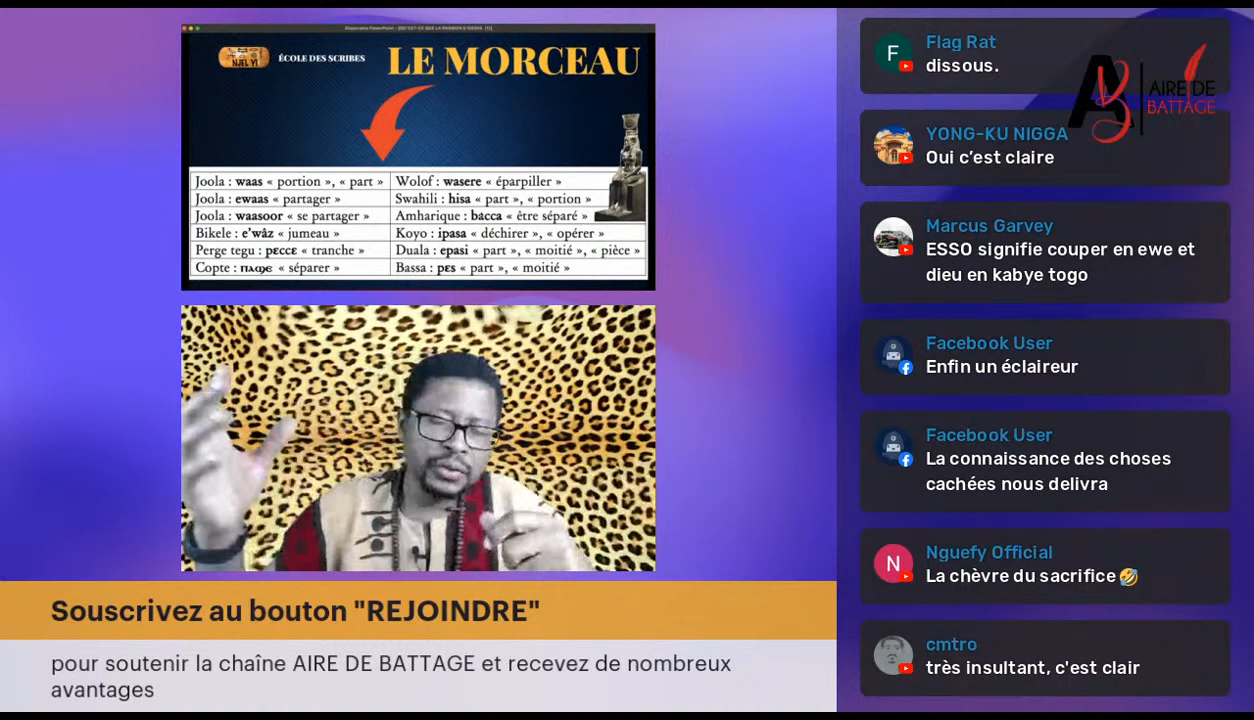 NJEL YI
ÉCOLE DES SCRIBES
LE MORCEAU
Joola : waas « portion », « part »
Wolof : wasere « éparpiller »
Joola : ewaas « partager »
Swahili : hisa « part », « portion »
Joola : waasoor « se partager »
Amharique : bacca « être séparé »
Bikele : e'wâz « jumeau »
Koyo : ipasa « déchirer », « opérer »
Perge tegu : pɛccɛ « tranche »
Duala : epasi « part », « moitié », « pièce »
Copte : ⲡⲱϣⲉ « séparer »
Bassa : pɛs « part », « moitié »
Souscrivez au bouton "REJOINDRE"
pour soutenir la chaîne AIRE DE BATTAGE et recevez de nombreux
avantages
AB
AIRE DE
BATTAGE
F
Flag Rat
dissous.
YONG-KU NIGGA
Oui c’est claire
Marcus Garvey
ESSO signifie couper en ewe et
dieu en kabye togo
Facebook User
Enfin un éclaireur
Facebook User
La connaissance des choses
cachées nous delivra
N
Nguefy Official
La chèvre du sacrifice 🤣
cmtro
très insultant, c'est clair